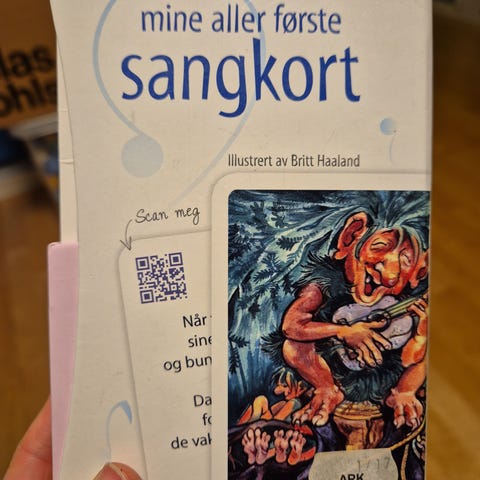 mine aller første
sangkort
Illustrert av Britt Haaland
Scan meg
Når
sine
og bun
Da
fo
de vak
ARK